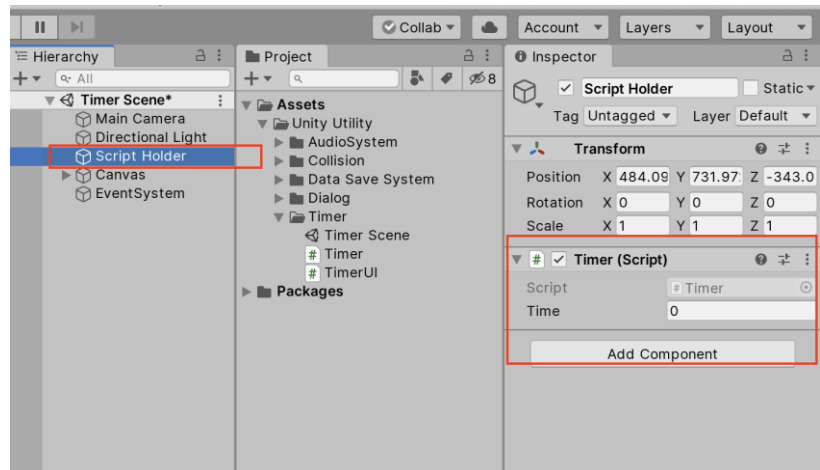 Collab
Account
Layers
Layout
Hierarchy
All
Timer Scene*
Main Camera
Directional Light
Script Holder
Canvas
EventSystem
Project
8
Assets
Unity Utility
AudioSystem
Collision
Data Save System
Dialog
Timer
Timer Scene
# Timer
# TimerUI
Packages
Inspector
Script Holder Static
Tag Untagged Layer Default
Transform
Position X 484.09 Y 731.97 Z -343.0
Rotation X 0 Y 0 Z 0
Scale X 1 Y 1 Z 1
# Timer (Script)
Script # Timer
Time 0
Add Component